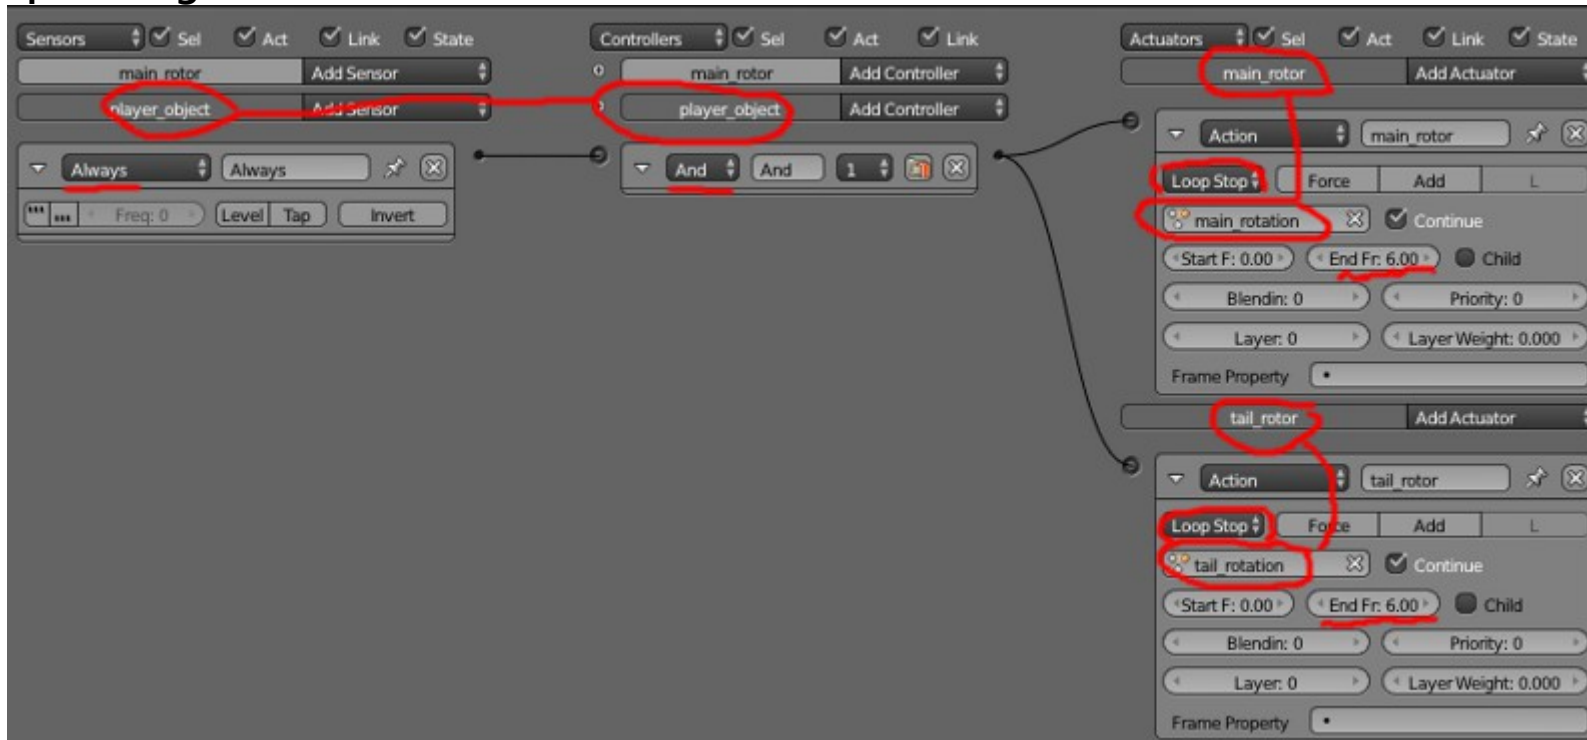 Sensors Sel Act Link State
main_rotor Add Sensor
player_object Add Sensor
Always Always
Freq: 0 Level Tap Invert
Controllers Sel Act Link
main_rotor Add Controller
player_object Add Controller
And And 1
Actuators Sel Act Link State
main_rotor Add Actuator
Action main_rotor
Loop Stop Force Add L
main_rotation Continue
Start F: 0.00 End Fr: 6.00 Child
Blendin: 0 Priority: 0
Layer: 0 Layer Weight: 0.000
Frame Property
tail_rotor Add Actuator
Action tail_rotor
Loop Stop Force Add L
tail_rotation Continue
Start F: 0.00 End Fr: 6.00 Child
Blendin: 0 Priority: 0
Layer: 0 Layer Weight: 0.000
Frame Property